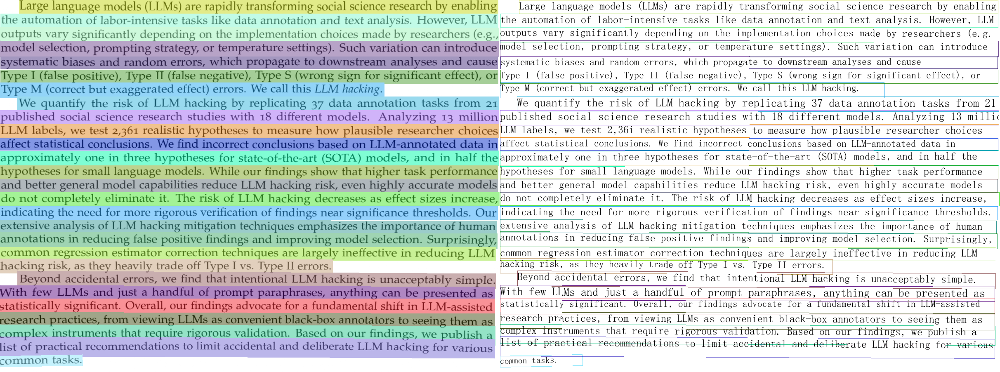 Large language models (LLMs) are rapidly transforming social science research by enabling
the automation of labor-intensive tasks like data annotation and text analysis. However, LLM
outputs vary significantly depending on the implementation choices made by researchers (e.g.,
model selection, prompting strategy, or temperature settings). Such variation can introduce
systematic biases and random errors, which propagate to downstream analyses and cause
Type I (false positive), Type II (false negative), Type S (wrong sign for significant effect), or
Type M (correct but exaggerated effect) errors. We call this LLM hacking.
We quantify the risk of LLM hacking by replicating 37 data annotation tasks from 21
published social science research studies with 18 different models. Analyzing 13 million
LLM labels, we test 2,361 realistic hypotheses to measure how plausible researcher choices
affect statistical conclusions. We find incorrect conclusions based on LLM-annotated data in
approximately one in three hypotheses for state-of-the-art (SOTA) models, and in half the
hypotheses for small language models. While our findings show that higher task performance
and better general model capabilities reduce LLM hacking risk, even highly accurate models
do not completely eliminate it. The risk of LLM hacking decreases as effect sizes increase,
indicating the need for more rigorous verification of findings near significance thresholds. Our
extensive analysis of LLM hacking mitigation techniques emphasizes the importance of human
annotations in reducing false positive findings and improving model selection. Surprisingly,
common regression estimator correction techniques are largely ineffective in reducing LLM
hacking risk, as they heavily trade off Type I vs. Type II errors.
Beyond accidental errors, we find that intentional LLM hacking is unacceptably simple.
With few LLMs and just a handful of prompt paraphrases, anything can be presented as
statistically significant. Overall, our findings advocate for a fundamental shift in LLM-assisted
research practices, from viewing LLMs as convenient black-box annotators to seeing them as
complex instruments that require rigorous validation. Based on our findings, we publish a
list of practical recommendations to limit accidental and deliberate LLM hacking for various
common tasks.
Large language models (LLMs) are rapidly transforming social science research by enabling
the automation of labor-intensive tasks like data annotation and text analysis. However, LLM
outputs vary significantly depending on the implementation choices made by researchers (e.g.
model selection, prompting strategy, or temperature settings). Such variation can introduce
systematic biases and random errors, which propagate to downstream analyses and cause
Type I (false positive), Type II (false negative), Type S (wrong sign for significant effect), or
Type M (correct but exaggerated effect) errors. We call this LLM hacking.
We quantify the risk of LLM hacking by replicating 37 data annotation tasks from 21
published social science research studies with 18 different models. Analyzing 13
LLM labels, we test 2,36i realistic hypotheses to measure how plausible researcher choices
affect statistical conclusions. We find incorrect conclusions based on LLM-annotated data in
approximately one in three hypotheses for state-of-the-art (SOTA) models, and in half the
hypotheses for small language models. While our findings show that higher task performance
and better general model capabilities reduce LLM hacking risk, even highly accurate models
do not completely eliminate it. The risk of LLM hacking decreases as effect sizes increase,
indicating the need for more rigorous verification of findings near significance thresholds.
extensive analysis of LLM hacking mitigation techniques emphasizes the importance of human
annotations in reducing false positive findings and improving model selection. Surprisingly,
common regression estimator correction techniques are largely ineffective in reducing LLM
hacking risk, as they heavily trade off Type I vs. Type II errors.
Beyond accidental errors, we find that intentional LLM hacking is unacceptably simple.
With few LLMs and just a handful of prompt paraphrases, anything can be presented as
statistically significant. Overall, our findings advocate for a fundamental shift in LLM-assisted
research practices, from viewing LLMs as convenient black-box annotators to seeing them as
complex instruments that require rigorous validation. Based on our findings, we publish a
list of practical recommendations to limit accidental and deliberate LLM hacking for various
common tasks.